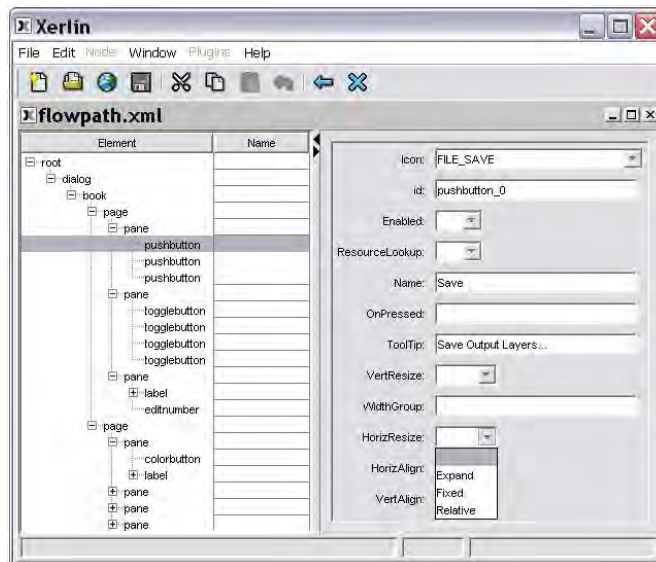 Xerlin
File Edit Node Window Plugins Help
flowpath.xml
Element Name
root
dialog
book
page
pane
pushbutton
pushbutton
pushbutton
pane
togglebutton
togglebutton
togglebutton
togglebutton
pane
label
editnumber
page
pane
colorbutton
label
pane
pane
pane
Icon: FILE_SAVE
id: pushbutton_0
Enabled:
ResourceLookup:
Name: Save
OnPressed:
ToolTip: Save Output Layers...
VertResize:
WidthGroup:
HorizResize:
HorizAlign:
VertAlign:
Expand
Fixed
Relative